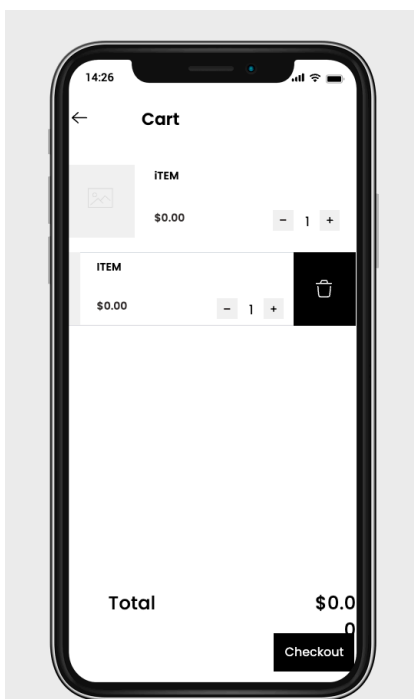 14:26
Cart
iTEM
$0.00
- 1 +
ITEM
$0.00
- 1 +
Total
$0.0
0
Checkout